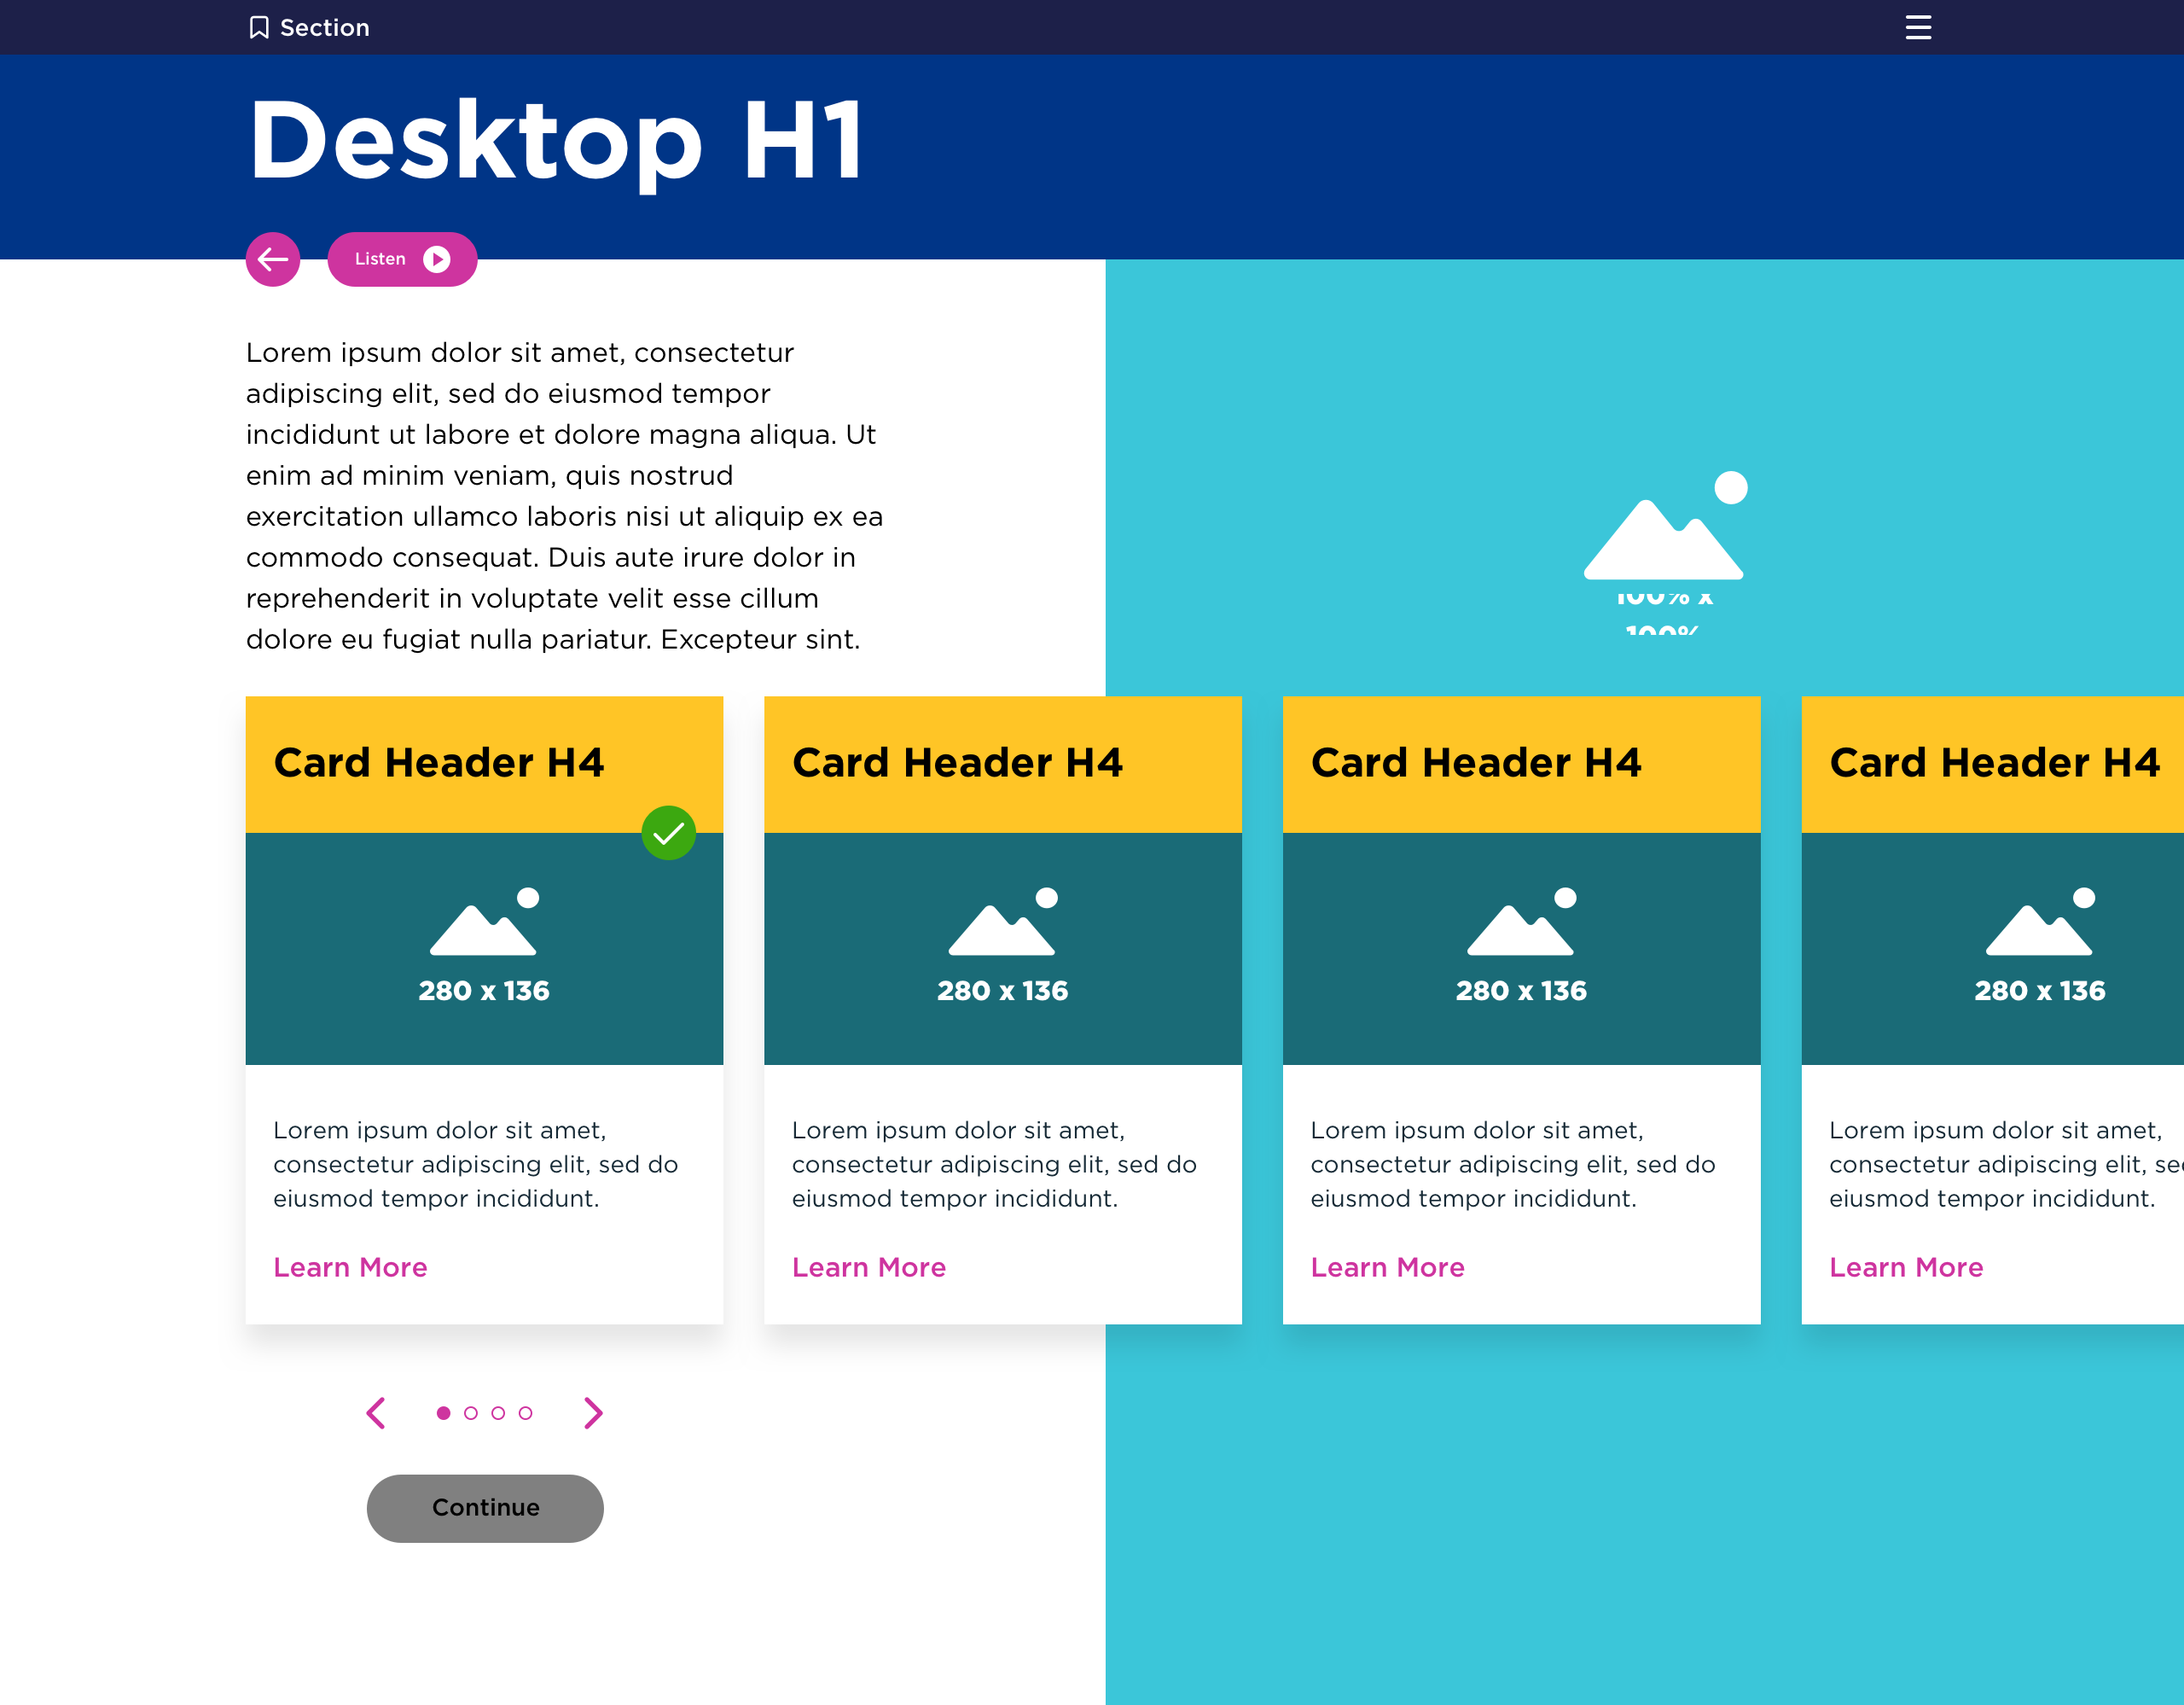 Section
Desktop H1
Listen
Lorem ipsum dolor sit amet, consectetur
adipiscing elit, sed do eiusmod tempor
incididunt ut labore et dolore magna aliqua. Ut
enim ad minim veniam, quis nostrud
exercitation ullamco laboris nisi ut aliquip ex ea
commodo consequat. Duis aute irure dolor in
reprehenderit in voluptate velit esse cillum
dolore eu fugiat nulla pariatur. Excepteur sint.
100% x
100%
Card Header H4
280 x 136
Lorem ipsum dolor sit amet,
consectetur adipiscing elit, sed do
eiusmod tempor incididunt.
Learn More
Card Header H4
280 x 136
Lorem ipsum dolor sit amet,
consectetur adipiscing elit, sed do
eiusmod tempor incididunt.
Learn More
Card Header H4
280 x 136
Lorem ipsum dolor sit amet,
consectetur adipiscing elit, sed do
eiusmod tempor incididunt.
Learn More
Card Header H4
280 x 136
Lorem ipsum dolor sit amet,
consectetur adipiscing elit,
eiusmod tempor incididunt.
Learn More
Continue